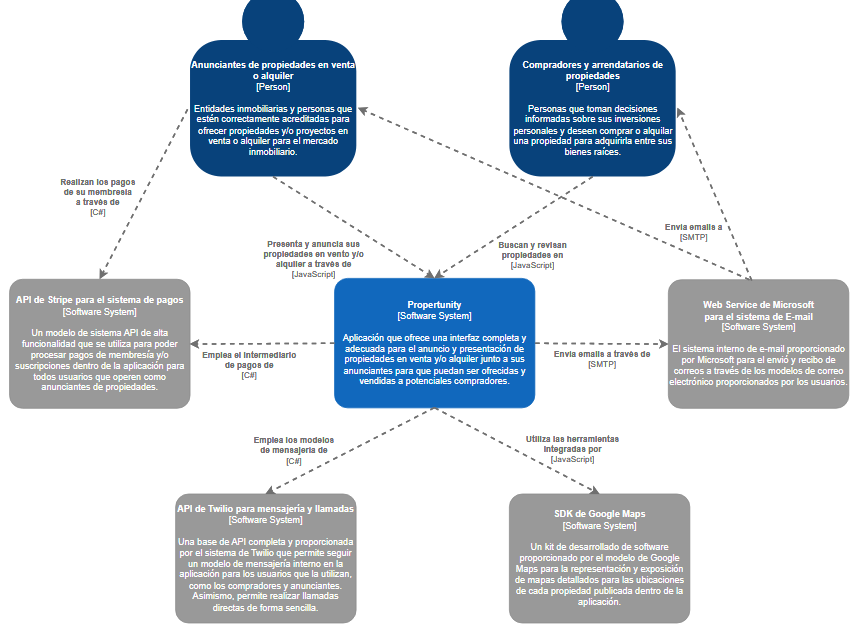 Anunciantes de propiedades en venta
o alquiler
[Person]
Entidades inmobiliarias y personas que
estén correctamente acreditadas para
ofrecer propiedades y/o proyectos en
venta o alquiler para el mercado
inmobiliario.
Compradores y arrendatarios de
propiedades
[Person]
Personas que toman decisiones
informadas sobre sus inversiones
personales y deseen comprar o alquilar
una propiedad para adquirirla entre sus
bienes raíces.
Realizan los pagos
de su membresía
a través de
[C#]
Presenta y anuncia sus
propiedades en vento y/o
alquiler a través de
[JavaScript]
Buscan y revisan
propiedades en
[JavaScript]
Envía emails a
[SMTP]
API de Stripe para el sistema de pagos
[Software System]
Un modelo de sistema API de alta
funcionalidad que se utiliza para poder
procesar pagos de membresía y/o
suscripciones dentro de la aplicación para
todos usuarios que operen como
anunciantes de propiedades.
Propertunity
[Software System]
Aplicación que ofrece una interfaz completa y
adecuada para el anuncio y presentación de
propiedades en venta y/o alquiler junto a sus
anunciantes para que puedan ser ofrecidas y
vendidas a potenciales compradores.
Web Service de Microsoft
para el sistema de E-mail
[Software System]
El sistema interno de e-mail proporcionado
por Microsoft para el envió y recibo de
correos a través de los modelos de correo
electrónico proporcionados por los usuarios.
Emplea el intermediario
de pagos de
[C#]
Envía emails a través de
[SMTP]
Emplea los modelos
de mensajería de
[C#]
Utiliza las herramientas
integradas por
[JavaScript]
API de Twilio para mensajería y llamadas
[Software System]
Una base de API completa y proporcionada
por el sistema de Twilio que permite seguir
un modelo de mensajería interno en la
aplicación para los usuarios que la utilizan,
como los compradores y anunciantes.
Asimismo, permite realizar llamadas
directas de forma sencilla.
SDK de Google Maps
[Software System]
Un kit de desarrollado de software
proporcionado por el modelo de Google
Maps para la representación y exposición
de mapas detallados para las ubicaciones
de cada propiedad publicada dentro de la
aplicación.